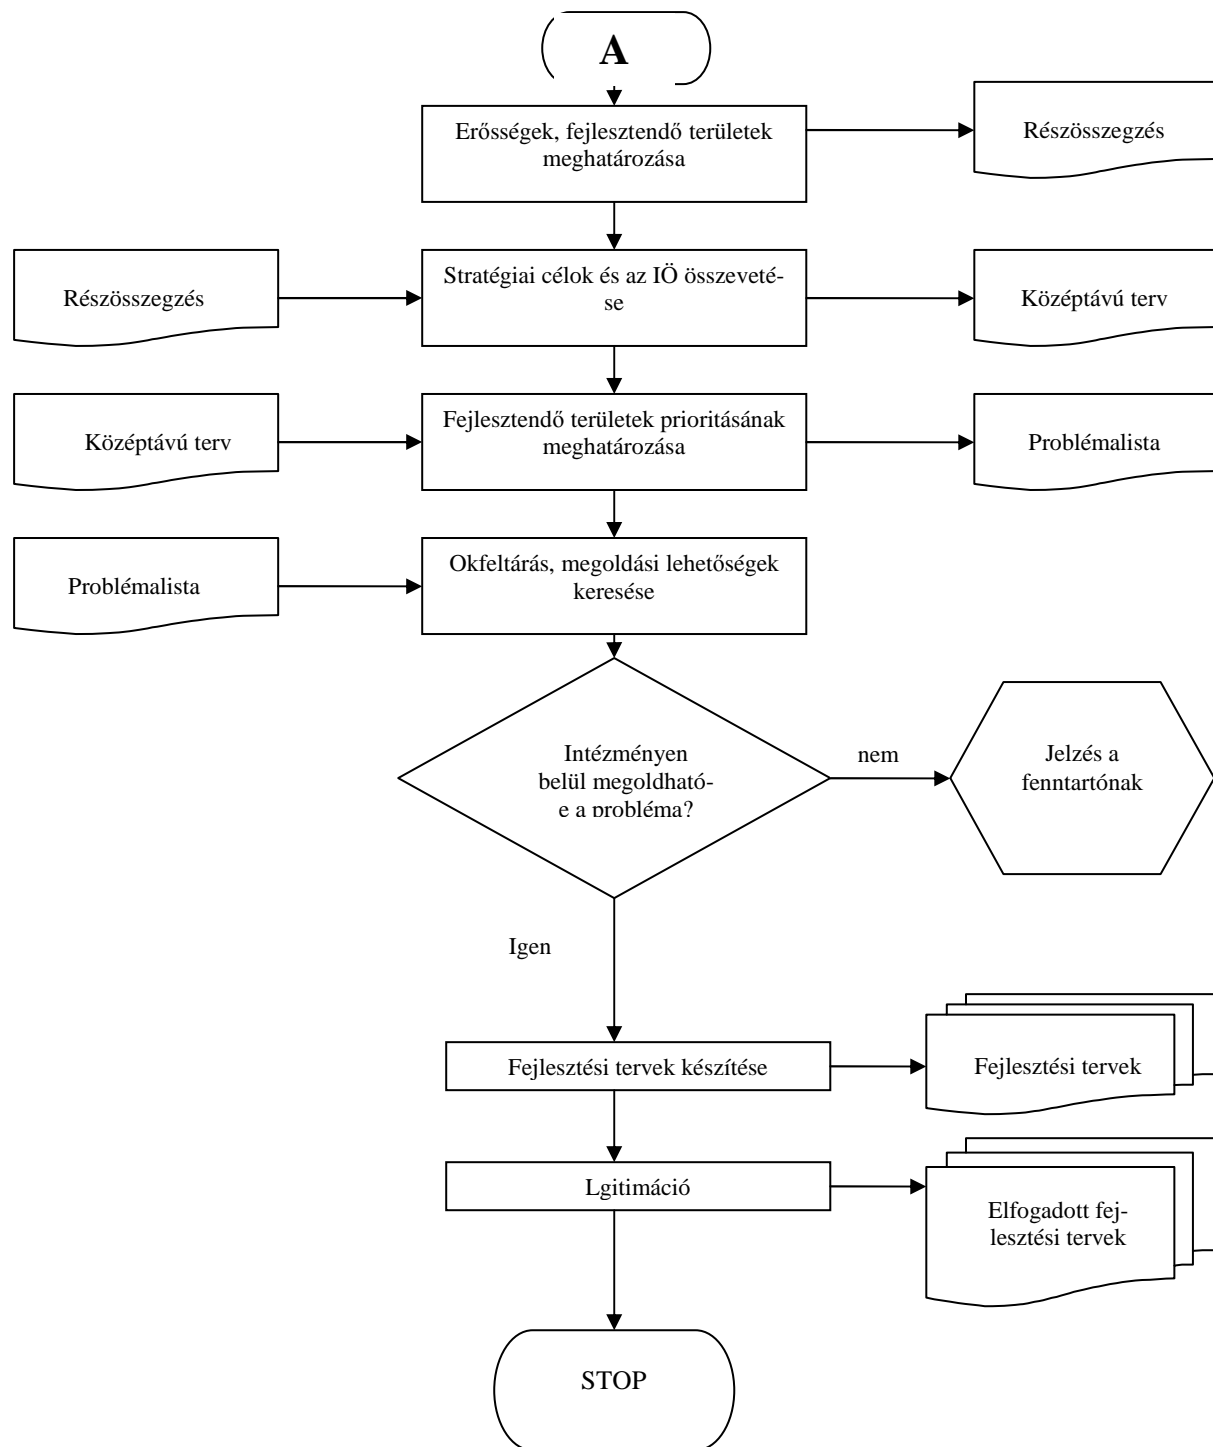 A
Erősségek, fejlesztendő területek
meghatározása
Részösszegzés
Részösszegzés
Stratégiai célok és az IÖ összeveté-
se
Középtávú terv
Középtávú terv
Fejlesztendő területek prioritásának
meghatározása
Problémalista
Problémalista
Okfeltárás, megoldási lehetőségek
keresése
Intézményen
belül megoldható-
e a probléma?
nem
Jelzés a
fenntartónak
Igen
Fejlesztési tervek készítése
Fejlesztési tervek
Lgitimáció
Elfogadott fej-
lesztési tervek
STOP